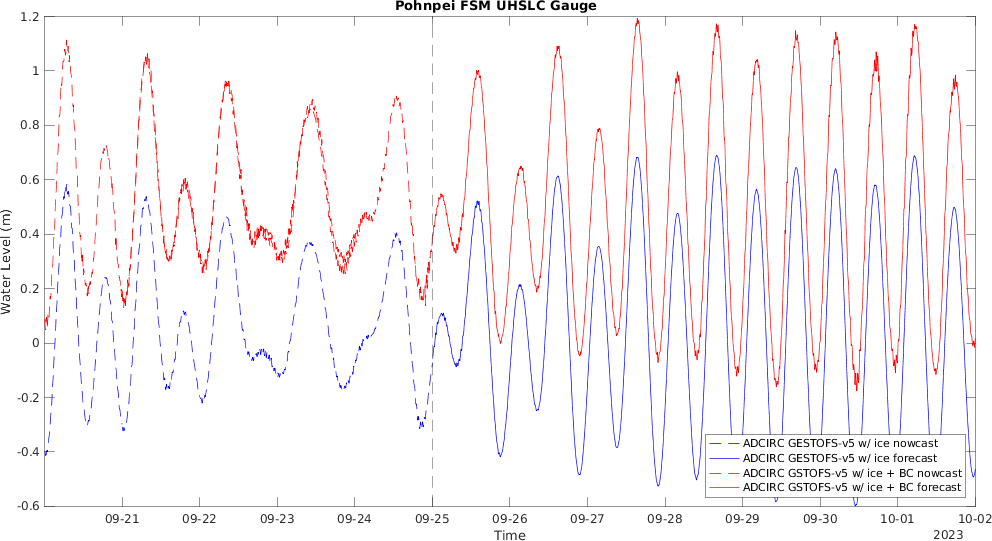 Pohnpei FSM UHSLC Gauge
1.2
1
0.8
0.6
0.4
0.2
0
-0.2
-0.4
-0.6
Water Level (m)
ADCIRC GESTOFS-v5 w/ ice nowcast
ADCIRC GESTOFS-v5 w/ ice forecast
ADCIRC GSTOFS-v5 w/ ice + BC nowcast
ADCIRC GSTOFS-v5 w/ ice + BC forecast
09-21 09-22 09-23 09-24 09-25 09-26 09-27 09-28 09-29 09-30 10-01 10-02
Time
2023